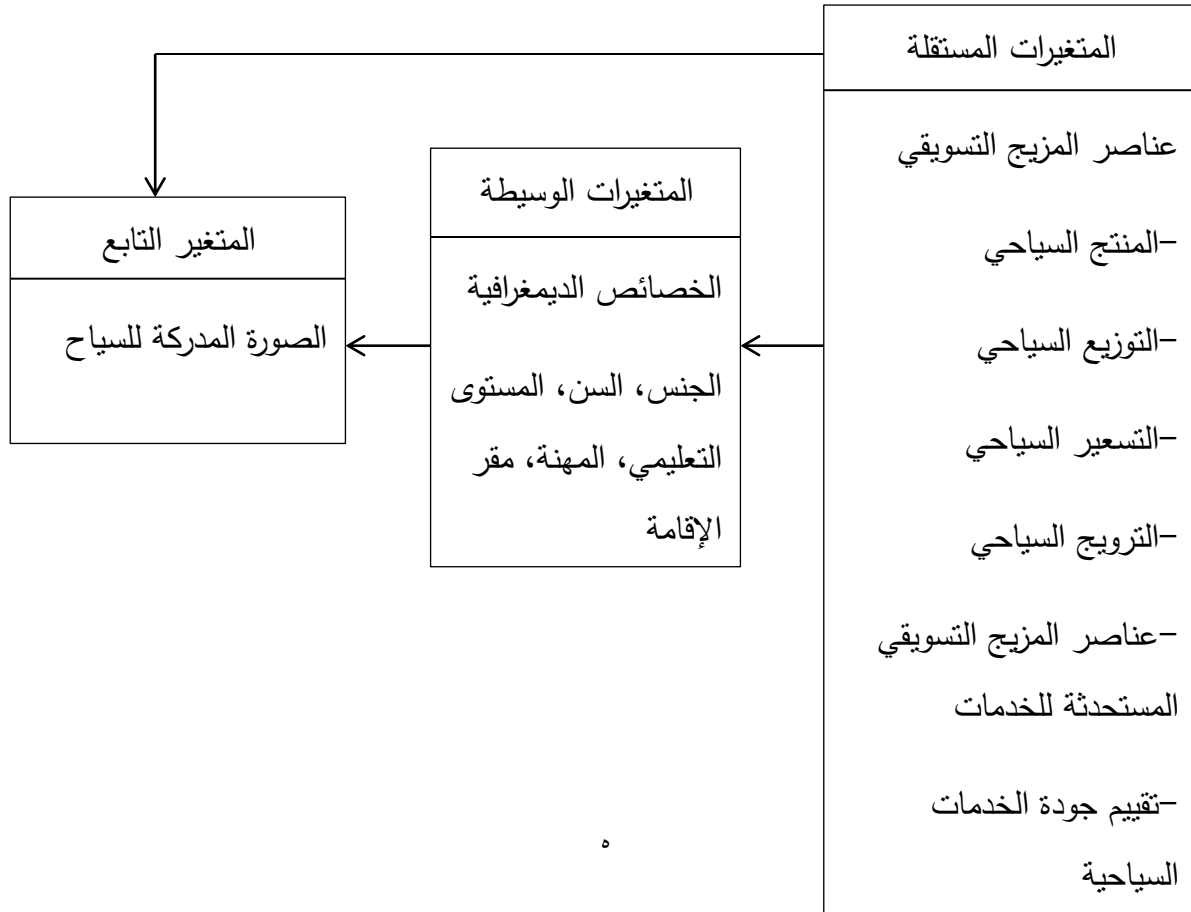 المتغيرات المستقلة
عناصر المزيج التسويقي
-المنتج السياحي
-التوزيع السياحي
-التسعير السياحي
-الترويج السياحي
-عناصر المزيج التسويقي
المستحدثة للخدمات
-تقييم جودة الخدمات
السياحية
المتغيرات الوسيطة
الخصائص الديمغرافية
الجنس، السن، المستوى
التعليمي، المهنة، مقر
الإقامة
المتغير التابع
الصورة المدركة للسياح
ه